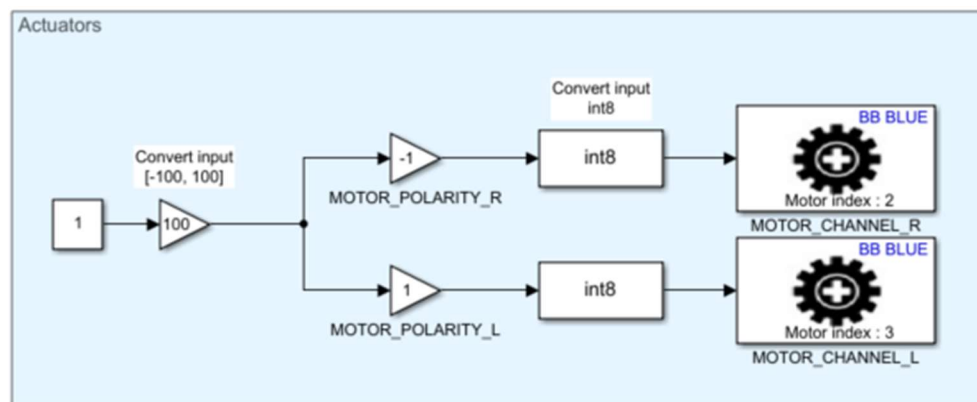 Actuators
Convert input
[-100, 100]
1
100
-1
MOTOR_POLARITY_R
Convert input
int8
int8
BB BLUE
Motor index : 2
MOTOR_CHANNEL_R
1
MOTOR_POLARITY_L
int8
BB BLUE
Motor index : 3
MOTOR_CHANNEL_L